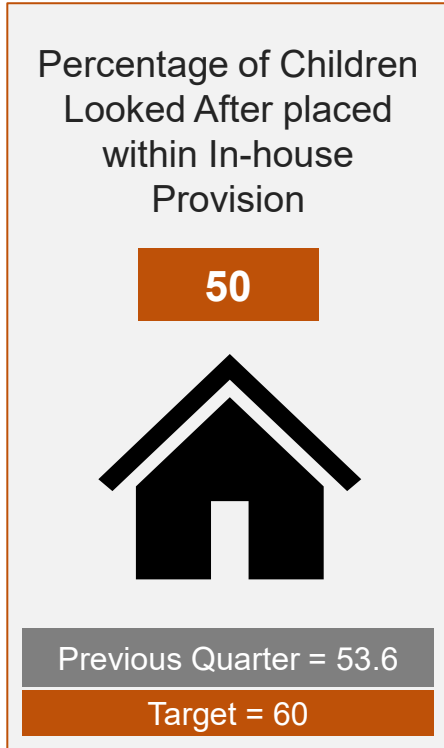 Percentage of Children
Looked After placed
within In-house
Provision
50
Previous Quarter = 53.6
Target = 60